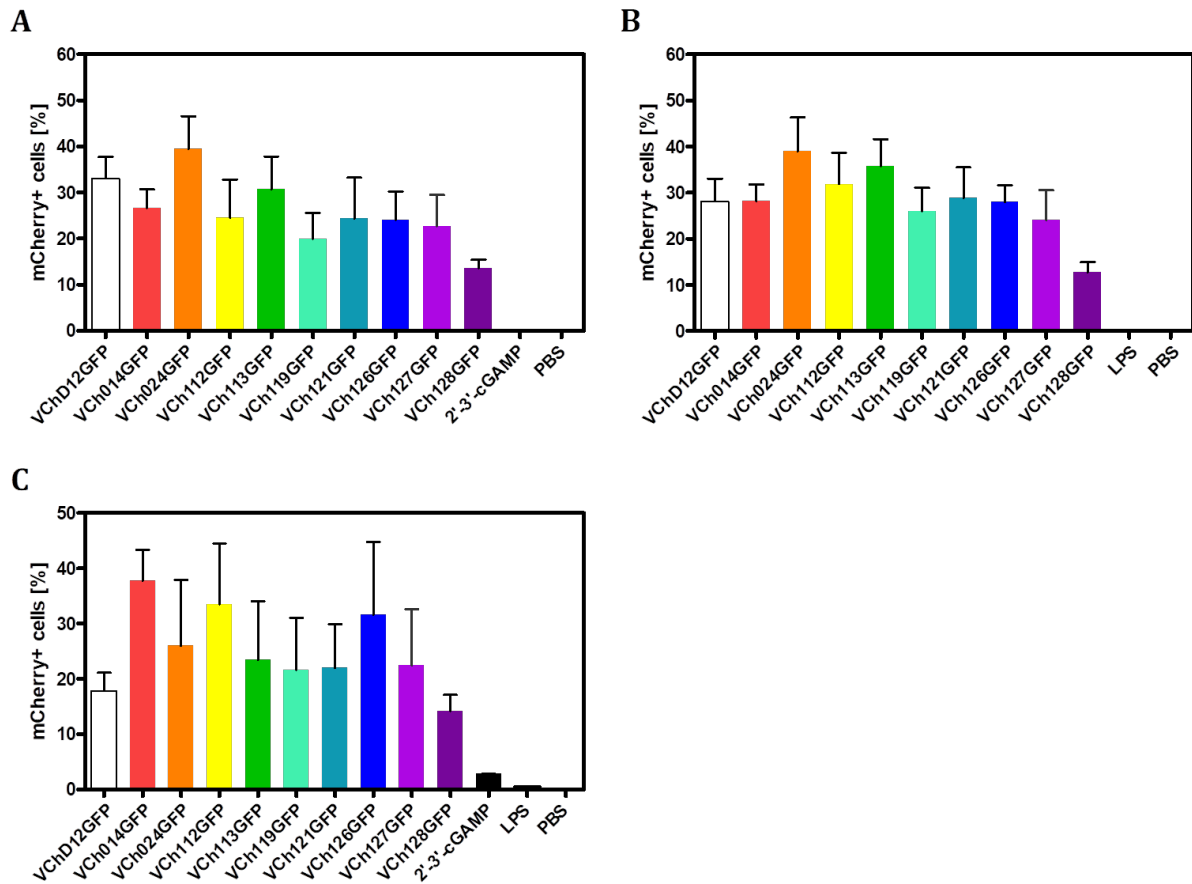 A
mCherry+ cells [%]
60
50
40
30
20
10
0
VChD12GFP
VCh014GFP
VCh024GFP
VCh112GFP
VCh113GFP
VCh119GFP
VCh121GFP
VCh126GFP
VCh127GFP
VCh128GFP
2'-3'-cGAMP
PBS
B
mCherry+ cells [%]
60
50
40
30
20
10
0
VChD12GFP
VCh014GFP
VCh024GFP
VCh112GFP
VCh113GFP
VCh119GFP
VCh121GFP
VCh126GFP
VCh127GFP
VCh128GFP
LPS
PBS
C
mCherry+ cells [%]
50
40
30
20
10
0
VChD12GFP
VCh014GFP
VCh024GFP
VCh112GFP
VCh113GFP
VCh119GFP
VCh121GFP
VCh126GFP
VCh127GFP
VCh128GFP
2'-3'-cGAMP
LPS
PBS